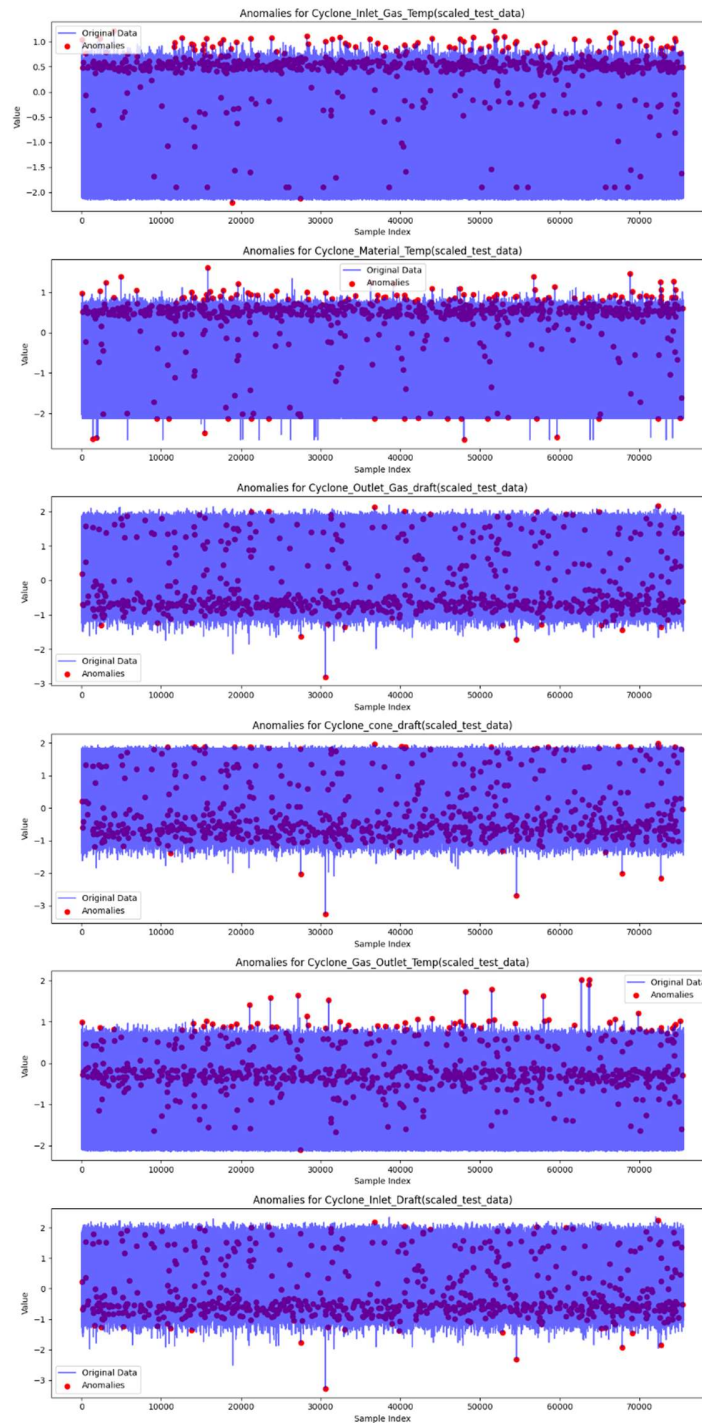 Anomalies for Cyclone_Inlet_Gas_Temp(scaled_test_data)
Original Data
Anomalies
1.0
0.5
0.0
−0.5
−1.0
−1.5
−2.0
Value
0 10000 20000 30000 40000 50000 60000 70000
Sample Index
Anomalies for Cyclone_Material_Temp(scaled_test_data)
Original Data
Anomalies
1
0
−1
−2
Value
0 10000 20000 30000 40000 50000 60000 70000
Sample Index
Anomalies for Cyclone_Outlet_Gas_draft(scaled_test_data)
2
1
0
−1
−2
−3
Value
Original Data
Anomalies
0 10000 20000 30000 40000 50000 60000 70000
Sample Index
Anomalies for Cyclone_cone_draft(scaled_test_data)
2
1
0
−1
−2
−3
Value
Original Data
Anomalies
0 10000 20000 30000 40000 50000 60000 70000
Sample Index
Anomalies for Cyclone_Gas_Outlet_Temp(scaled_test_data)
Original Data
Anomalies
2
1
0
−1
−2
Value
0 10000 20000 30000 40000 50000 60000 70000
Sample Index
Anomalies for Cyclone_Inlet_Draft(scaled_test_data)
2
1
0
−1
−2
−3
Value
Original Data
Anomalies
0 10000 20000 30000 40000 50000 60000 70000
Sample Index